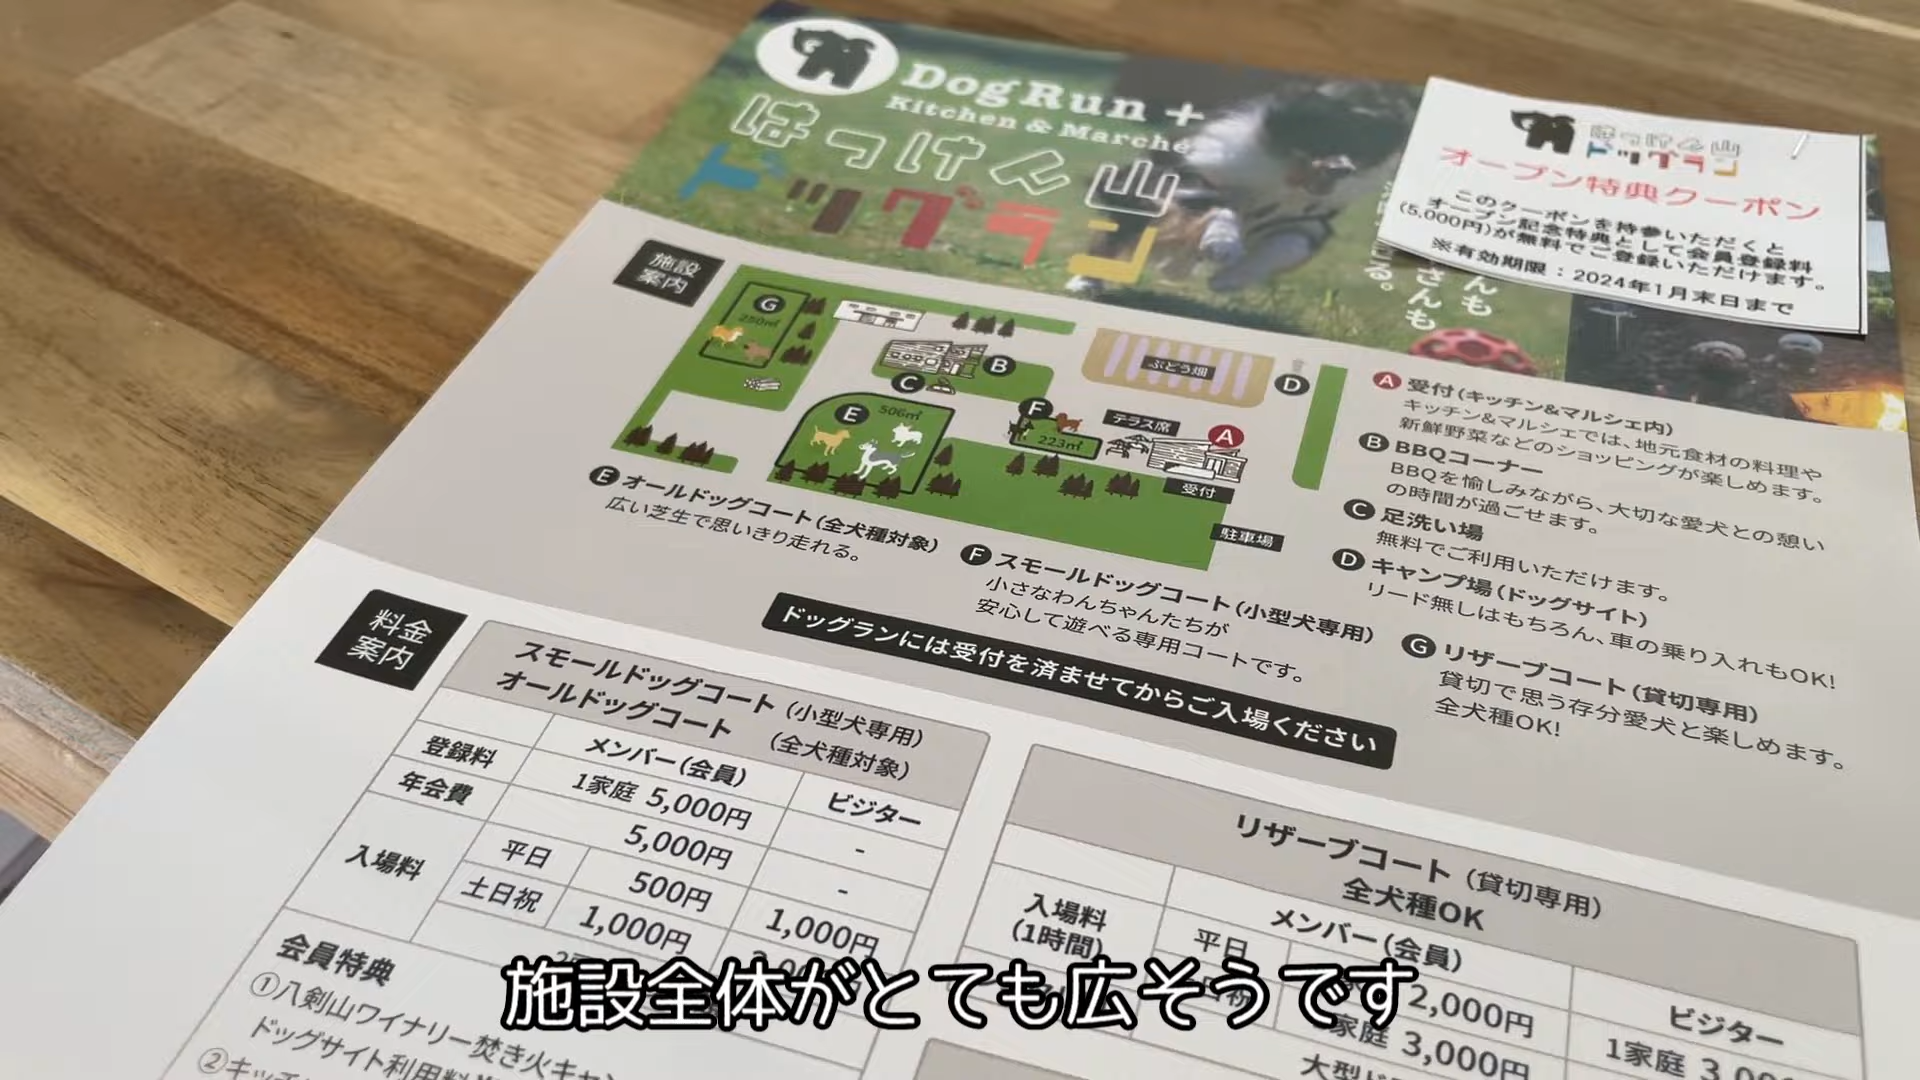 Dog Run +
Kitchen & Marche
はっけん山
ドッグラン
はっけん山
ドッグラン
オープン特典クーポン
このクーポンを持参いただくと
オープン記念特典として会員登録料
(5,000円)が無料でご登録いただけます。
※有効期限：2024年1月末日まで
施設
案内
G
250㎡
B
C
ぶどう畑
D
E
506㎡
F
223㎡
テラス席
A
受付
駐車場
E オールドッグコート(全犬種対象)
広い芝生で思いきり走れる。
F スモールドッグコート(小型犬専用)
小さなわんちゃんたちが
安心して遊べる専用コートです。
A 受付(キッチン&マルシェ内)
キッチン&マルシェでは、地元食材の料理や
新鮮野菜などのショッピングが楽しめます。
B BBQコーナー
BBQを愉しみながら、大切な愛犬との憩い
の時間が過ごせます。
C 足洗い場
無料でご利用いただけます。
D キャンプ場(ドッグサイト)
リード無しはもちろん、車の乗り入れもOK!
G リザーブコート(貸切専用)
貸切で思う存分愛犬と楽しめます。
全犬種OK!
ドッグランには受付を済ませてからご入場ください
料金
案内
スモールドッグコート (小型犬専用)
オールドッグコート (全犬種対象)
メンバー(会員)
ビジター
登録料
1家庭 5,000円
-
年会費
5,000円
-
入場料
平日
500円
1,000円
土日祝
1,000円
会員特典
①八剣山ワイナリー焚き火キャン
ドッグサイト利用料
②キッチ
リザーブコート (貸切専用)
全犬種OK
メンバー(会員)
ビジター
入場料
(1時間)
平日
2,000円
1家庭 3,000円
家庭 3,000円
施設全体がとても広そうです